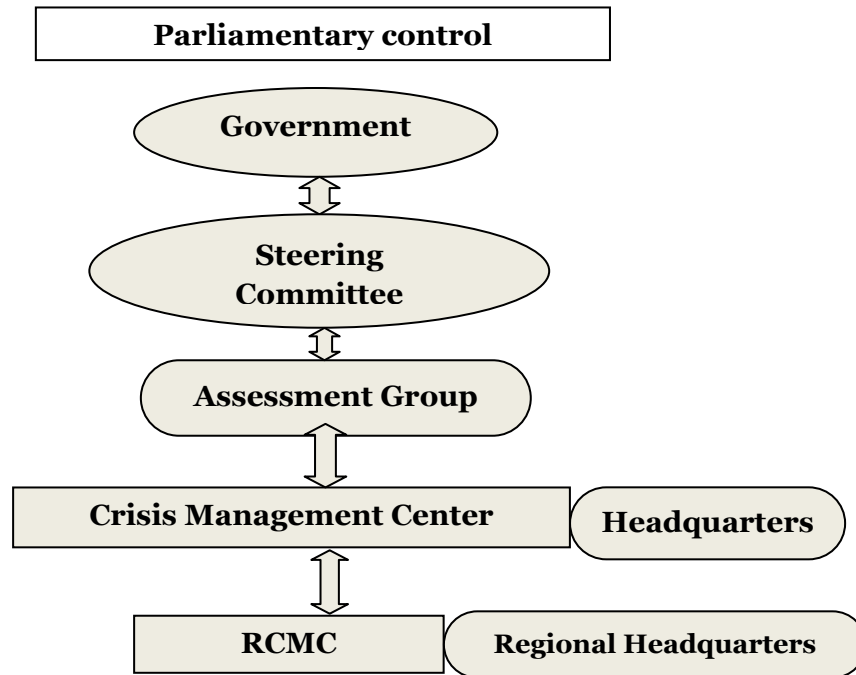 Parliamentary control
Government
Steering
Committee
Assessment Group
Crisis Management Center
Headquarters
RCMC
Regional Headquarters